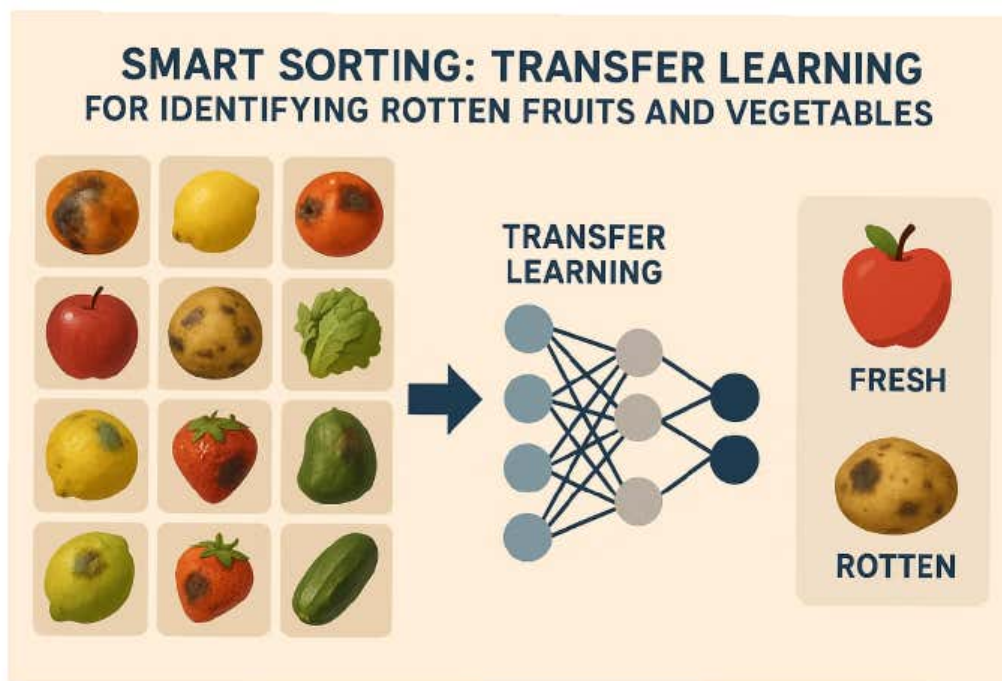 SMART SORTING: TRANSFER LEARNING
FOR IDENTIFYING ROTTEN FRUITS AND VEGETABLES
TRANSFER
LEARNING
FRESH
ROTTEN